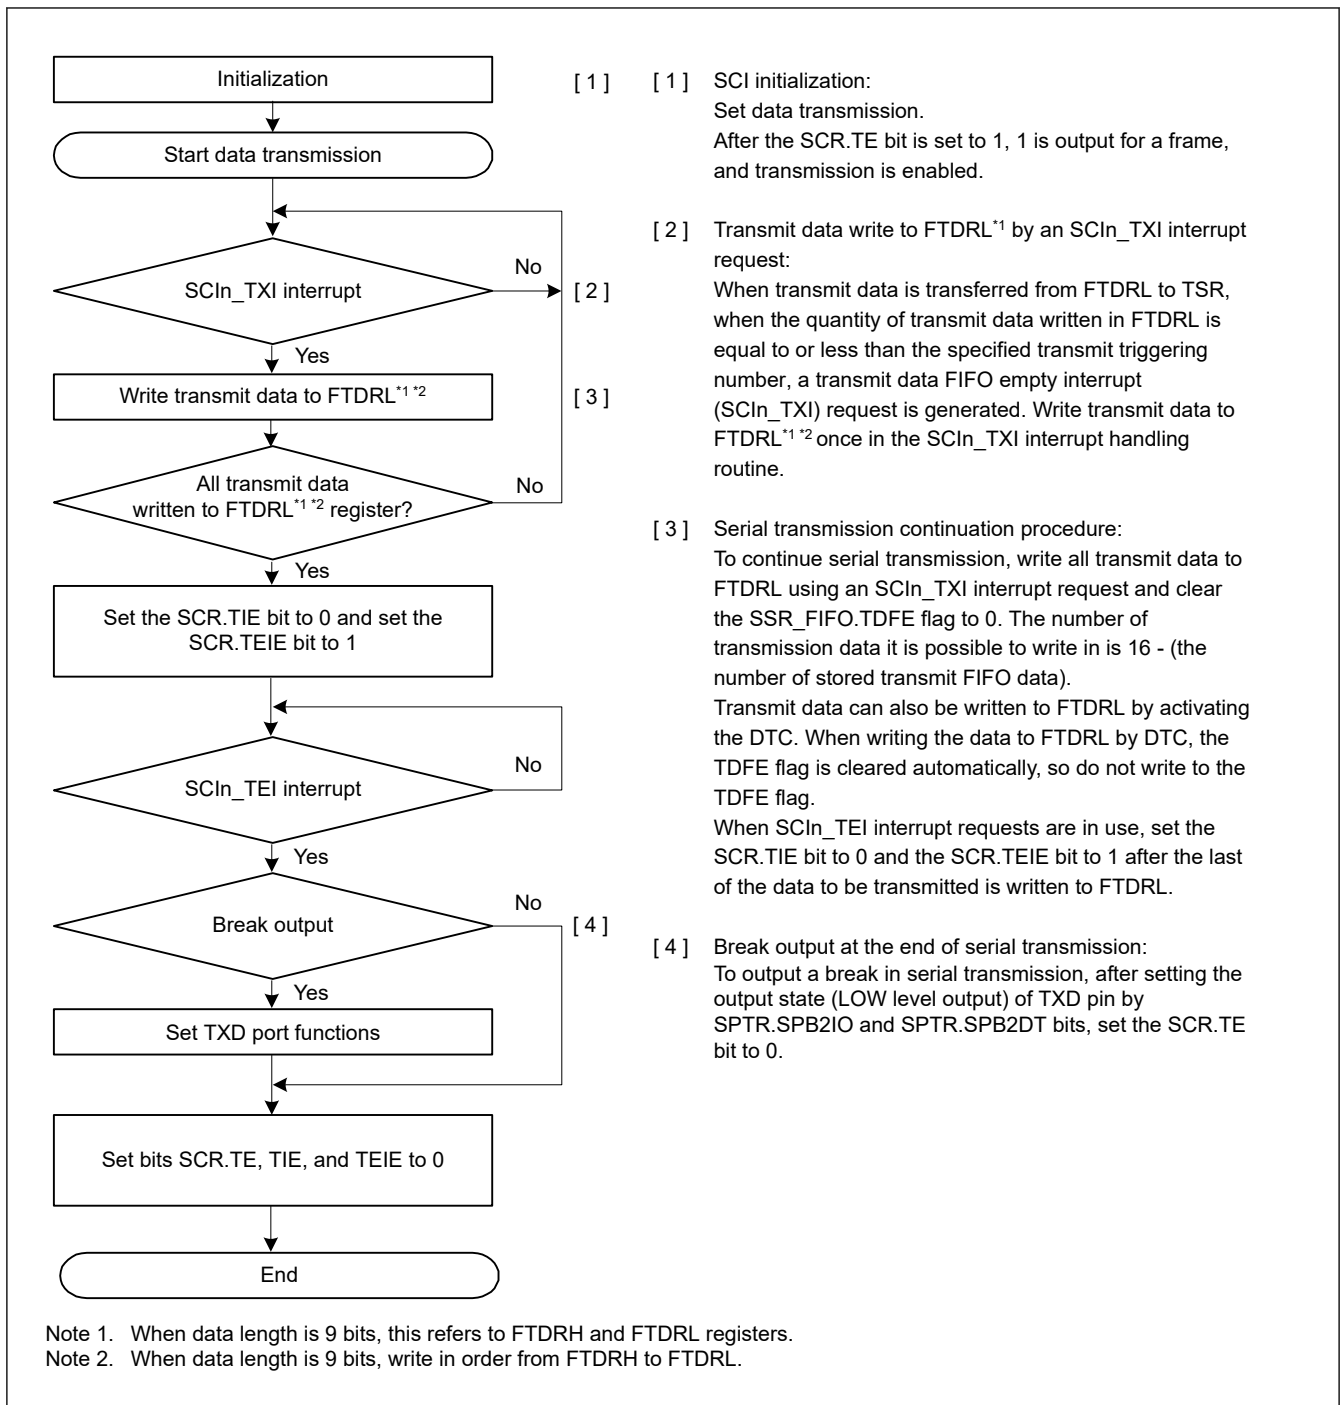 Initialization
[ 1 ]
Start data transmission
SCIn_TXI interrupt
No
[ 2 ]
Yes
Write transmit data to FTDRL*1 *2
[ 3 ]
All transmit data
written to FTDRL*1 *2 register?
No
Yes
Set the SCR.TIE bit to 0 and set the
SCR.TEIE bit to 1
SCIn_TEI interrupt
No
Yes
Break output
No
[ 4 ]
Yes
Set TXD port functions
Set bits SCR.TE, TIE, and TEIE to 0
End
[ 1 ] SCI initialization:
Set data transmission.
After the SCR.TE bit is set to 1, 1 is output for a frame,
and transmission is enabled.
[ 2 ] Transmit data write to FTDRL*1 by an SCIn_TXI interrupt
request:
When transmit data is transferred from FTDRL to TSR,
when the quantity of transmit data written in FTDRL is
equal to or less than the specified transmit triggering
number, a transmit data FIFO empty interrupt
(SCIn_TXI) request is generated. Write transmit data to
FTDRL*1 *2 once in the SCIn_TXI interrupt handling
routine.
[ 3 ] Serial transmission continuation procedure:
To continue serial transmission, write all transmit data to
FTDRL using an SCIn_TXI interrupt request and clear
the SSR_FIFO.TDFE flag to 0. The number of
transmission data it is possible to write in is 16 - (the
number of stored transmit FIFO data).
Transmit data can also be written to FTDRL by activating
the DTC. When writing the data to FTDRL by DTC, the
TDFE flag is cleared automatically, so do not write to the
TDFE flag.
When SCIn_TEI interrupt requests are in use, set the
SCR.TIE bit to 0 and the SCR.TEIE bit to 1 after the last
of the data to be transmitted is written to FTDRL.
[ 4 ] Break output at the end of serial transmission:
To output a break in serial transmission, after setting the
output state (LOW level output) of TXD pin by
SPTR.SPB2IO and SPTR.SPB2DT bits, set the SCR.TE
bit to 0.
Note 1. When data length is 9 bits, this refers to FTDRH and FTDRL registers.
Note 2. When data length is 9 bits, write in order from FTDRH to FTDRL.